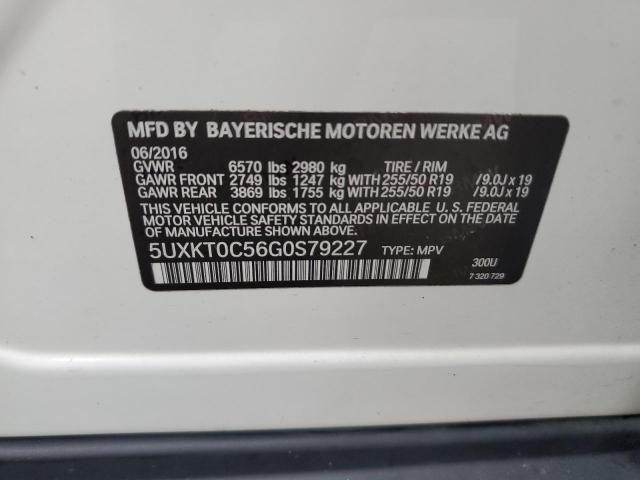 MFD BY BAYERISCHE MOTOREN WERKE AG
06/2016
GVWR 6570 lbs 2980 kg TIRE / RIM
GAWR FRONT 2749 lbs 1247 kg WITH 255/50 R19 /9.0J x 19
GAWR REAR 3869 lbs 1755 kg WITH 255/50 R19 /9.0J x 19
THIS VEHICLE CONFORMS TO ALL APPLICABLE U. S. FEDERAL
MOTOR VEHICLE SAFETY STANDARDS IN EFFECT ON THE DATE
OF MANUFACTURE SHOWN ABOVE.
5UXKT0C56G0S79227 TYPE: MPV 300U
7 320 729